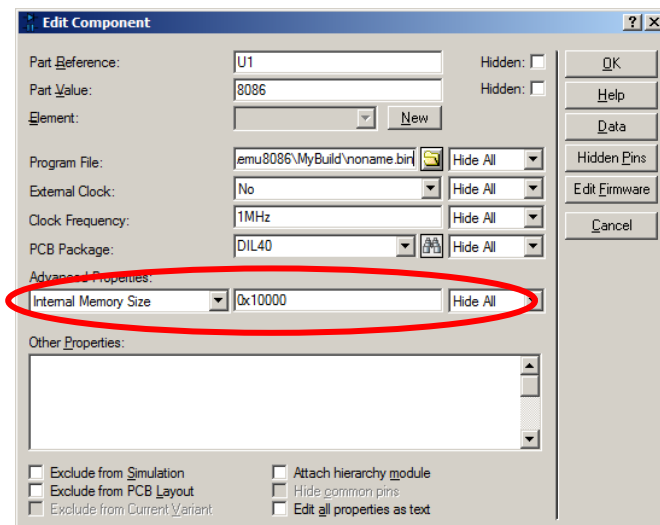 Edit Component
Part Reference: U1 Hidden: OK
Part Value: 8086 Hidden: Help
Element: New Data
Program File: emu8086\MyBuild\noname.bin Hide All Hidden Pins
External Clock: No Hide All Edit Firmware
Clock Frequency: 1MHz Hide All Cancel
PCB Package: DIL40 Hide All
Advanced Properties:
Internal Memory Size 0x10000 Hide All
Other Properties:
Exclude from Simulation Attach hierarchy module
Exclude from PCB Layout Hide common pins
Exclude from Current Variant Edit all properties as text